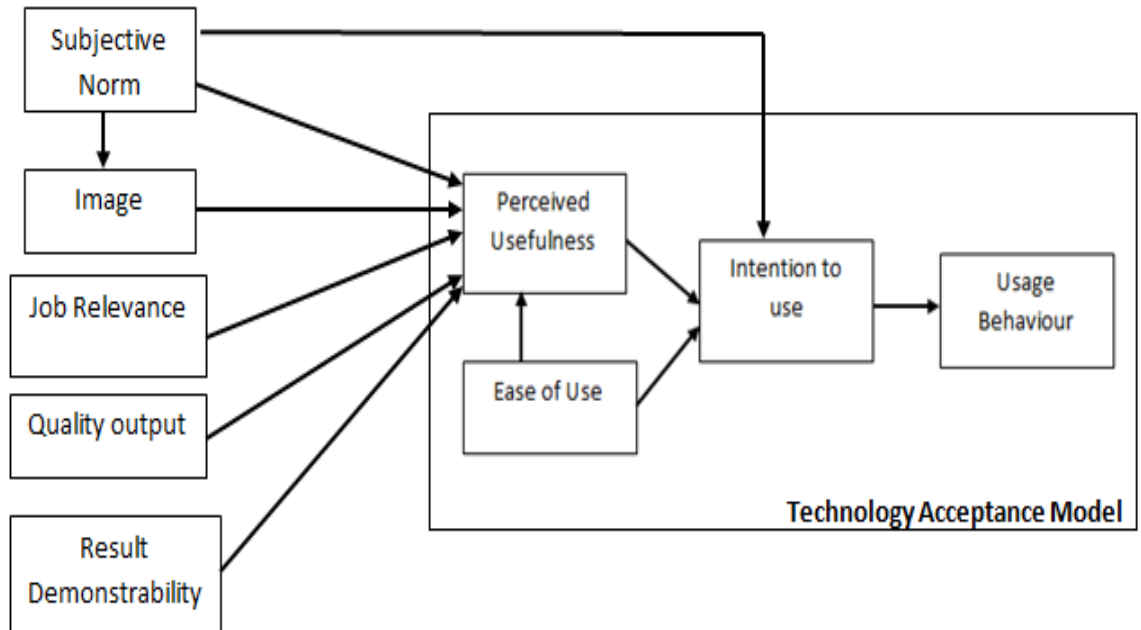 Subjective
Norm
Image
Job Relevance
Quality output
Result
Demonstrability
Perceived
Usefulness
Ease of Use
Intention to
use
Usage
Behaviour
Technology Acceptance Model